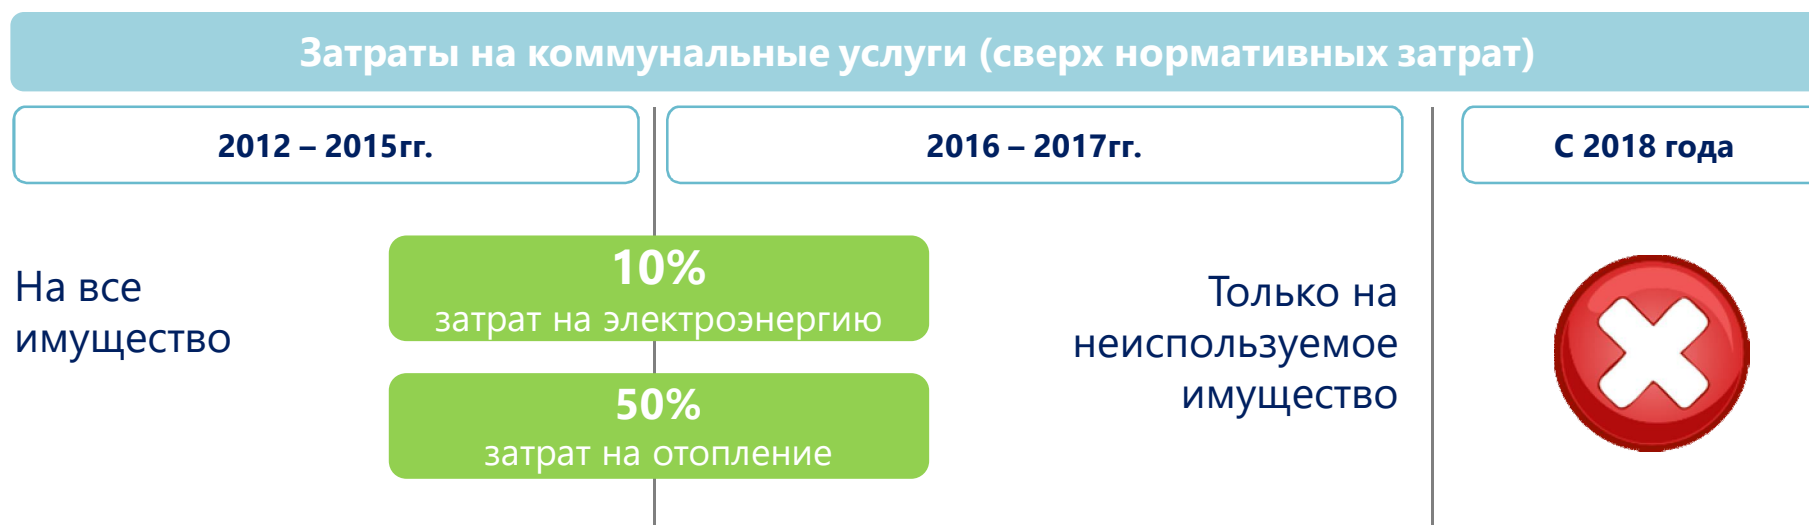 Затраты на коммунальные услуги (сверх нормативных затрат)
2012 – 2015гг.
2016 – 2017гг.
С 2018 года
На все
имущество
10%
затрат на электроэнергию
50%
затрат на отопление
Только на
неиспользуемое
имущество